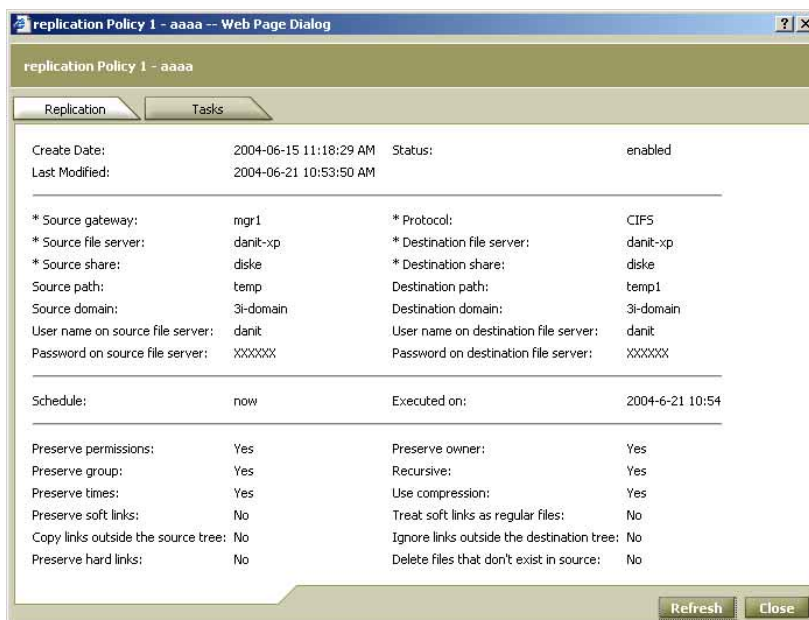 replication Policy 1 - aaaa -- Web Page Dialog
replication Policy 1 - aaaa
Replication Tasks
Create Date: 2004-06-15 11:18:29 AM Status: enabled
Last Modified: 2004-06-21 10:53:50 AM
* Source gateway: mgr1 * Protocol: CIFS
* Source file server: danit-xp * Destination file server: danit-xp
* Source share: diske * Destination share: diske
Source path: temp Destination path: temp1
Source domain: 3i-domain Destination domain: 3i-domain
User name on source file server: danit User name on destination file server: danit
Password on source file server: XXXXXX Password on destination file server: XXXXXX
Schedule: now Executed on: 2004-6-21 10:54
Preserve permissions: Yes Preserve owner: Yes
Preserve group: Yes Recursive: Yes
Preserve times: Yes Use compression: Yes
Preserve soft links: No Treat soft links as regular files: No
Copy links outside the source tree: No Ignore links outside the destination tree: No
Preserve hard links: No Delete files that don't exist in source: No
Refresh Close